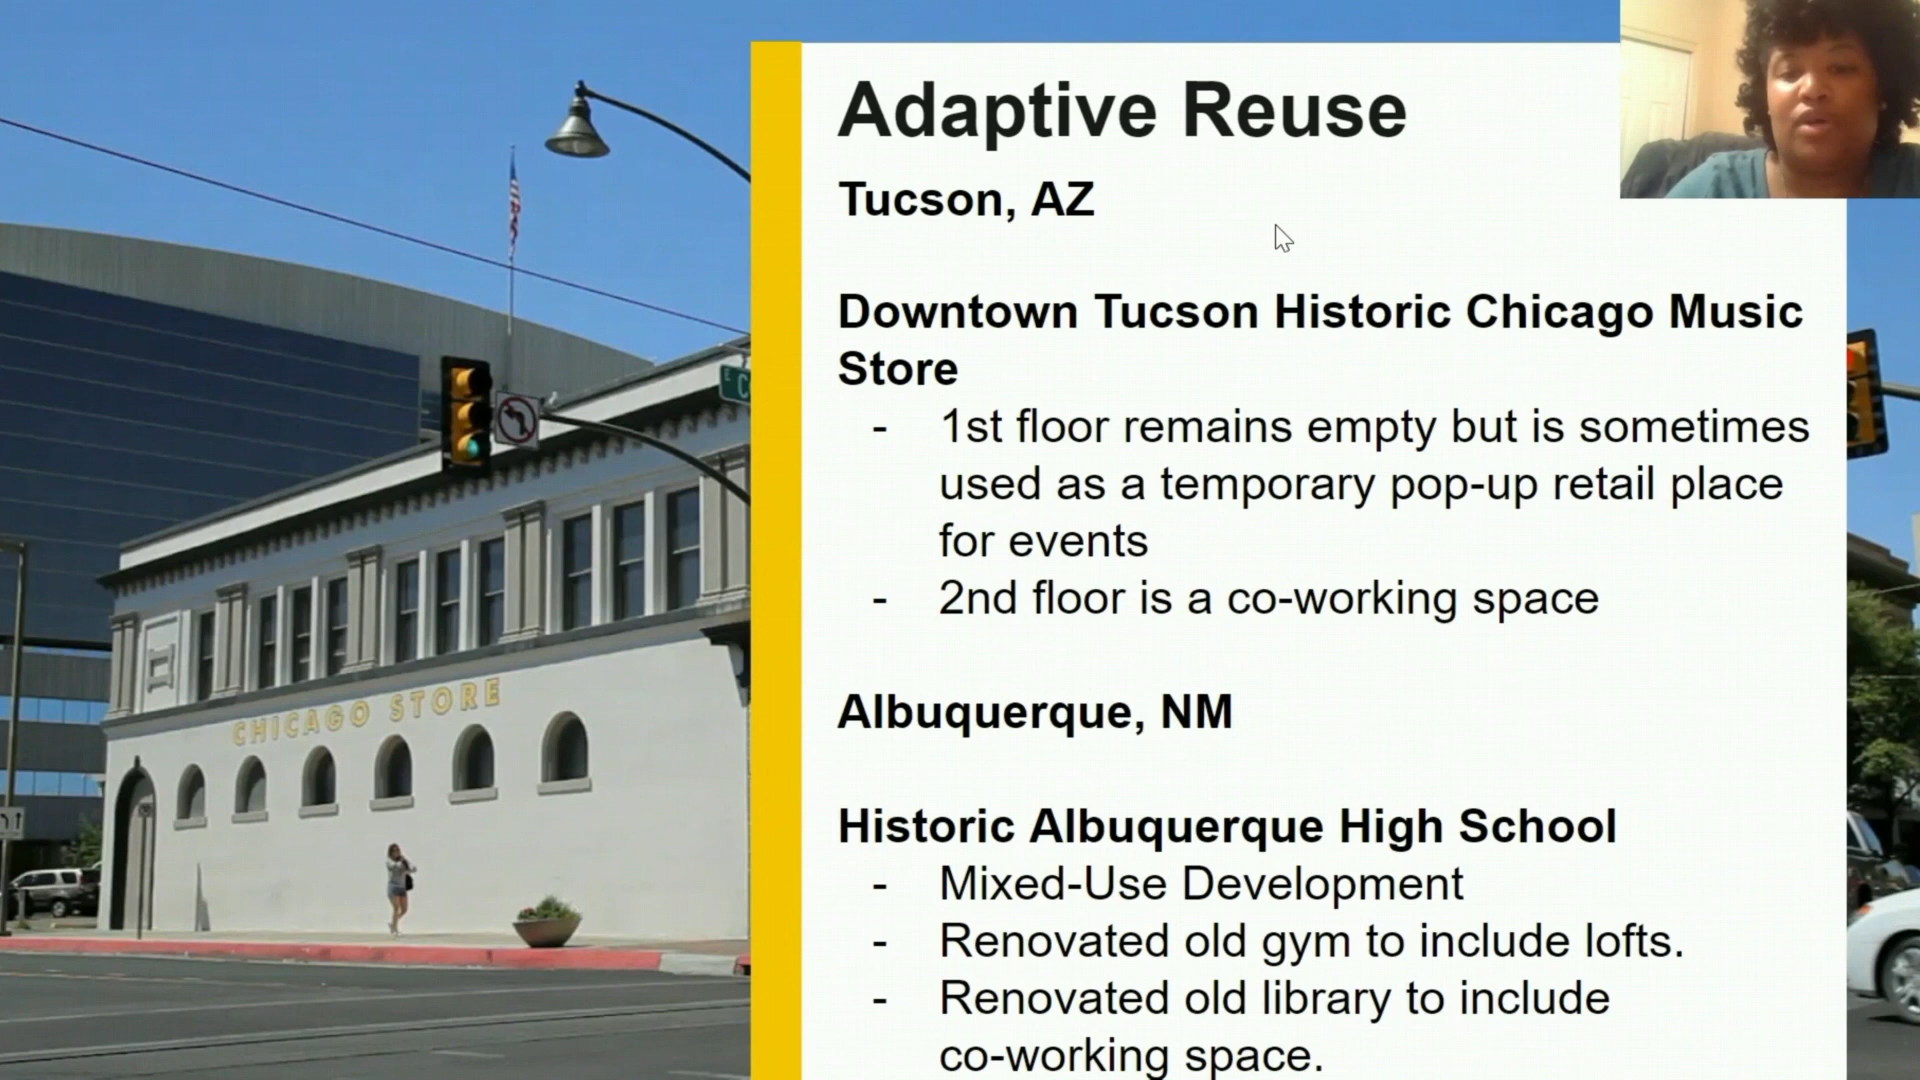 Adaptive Reuse
Tucson, AZ
Downtown Tucson Historic Chicago Music
Store
- 1st floor remains empty but is sometimes
used as a temporary pop-up retail place
for events
- 2nd floor is a co-working space
Albuquerque, NM
Historic Albuquerque High School
- Mixed-Use Development
- Renovated old gym to include lofts.
- Renovated old library to include
co-working space.
CHICAGO STORE
E C